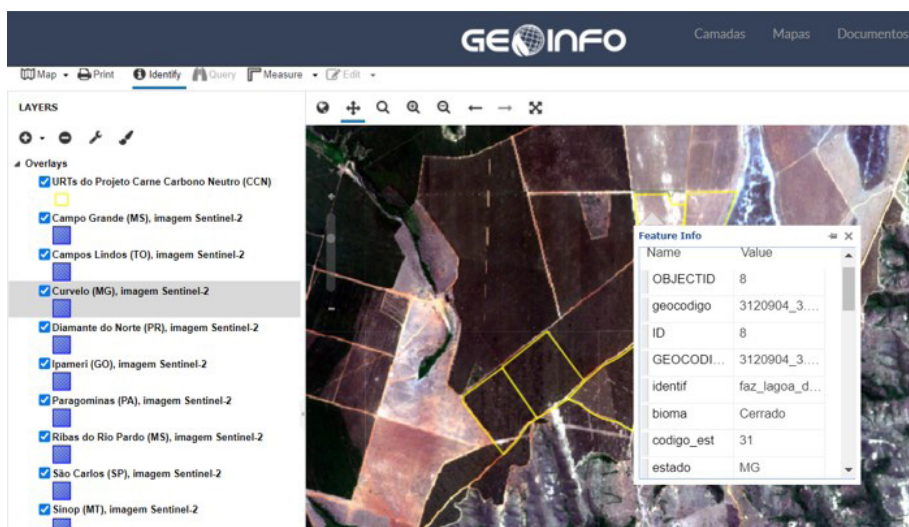 GEOINFO
Camadas Mapas Documentos
Map Print Identify Query Measure Edit
LAYERS
Overlays
URTs do Projeto Carne Carbono Neutro (CCN)
Campo Grande (MS), imagem Sentinel-2
Campos Lindos (TO), imagem Sentinel-2
Curvelo (MG), imagem Sentinel-2
Diamante do Norte (PR), imagem Sentinel-2
Ipameri (GO), imagem Sentinel-2
Paragominas (PA), imagem Sentinel-2
Ribas do Rio Pardo (MS), imagem Sentinel-2
São Carlos (SP), imagem Sentinel-2
Sinop (MT), imagem Sentinel-2
Feature Info
Name Value
OBJECTID 8
geocodigo 3120904_3....
ID 8
GEOCODI... 3120904_3....
identif faz_lagoa_d...
bioma Cerrado
codigo_est 31
estado MG